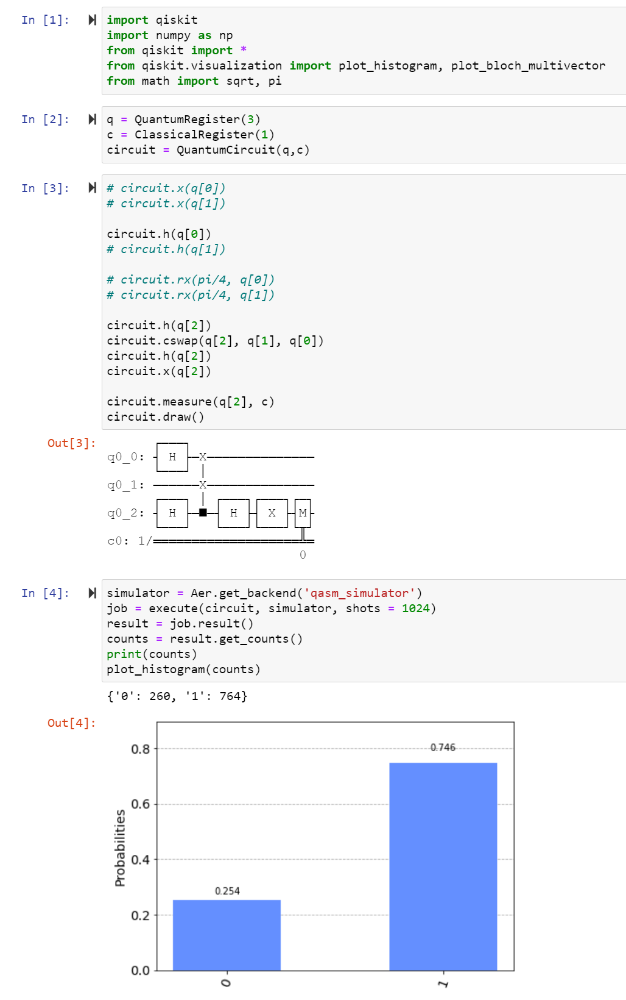 In [1]:
import qiskit
import numpy as np
from qiskit import *
from qiskit.visualization import plot_histogram, plot_bloch_multivector
from math import sqrt, pi
In [2]:
q = QuantumRegister(3)
c = ClassicalRegister(1)
circuit = QuantumCircuit(q,c)
In [3]:
# circuit.x(q[0])
# circuit.x(q[1])
circuit.h(q[0])
# circuit.h(q[1])
# circuit.rx(pi/4, q[0])
# circuit.rx(pi/4, q[1])
circuit.h(q[2])
circuit.cswap(q[2], q[1], q[0])
circuit.h(q[2])
circuit.x(q[2])
circuit.measure(q[2], c)
circuit.draw()
Out[3]:
q0_0: H X
q0_1: X
q0_2: H H X M
c0: 1/
0
In [4]:
simulator = Aer.get_backend('qasm_simulator')
job = execute(circuit, simulator, shots = 1024)
result = job.result()
counts = result.get_counts()
print(counts)
plot_histogram(counts)
{'0': 260, '1': 764}
Out[4]:
Probabilities
0.8
0.6
0.4
0.2
0.0
0.254
0.746
0
1